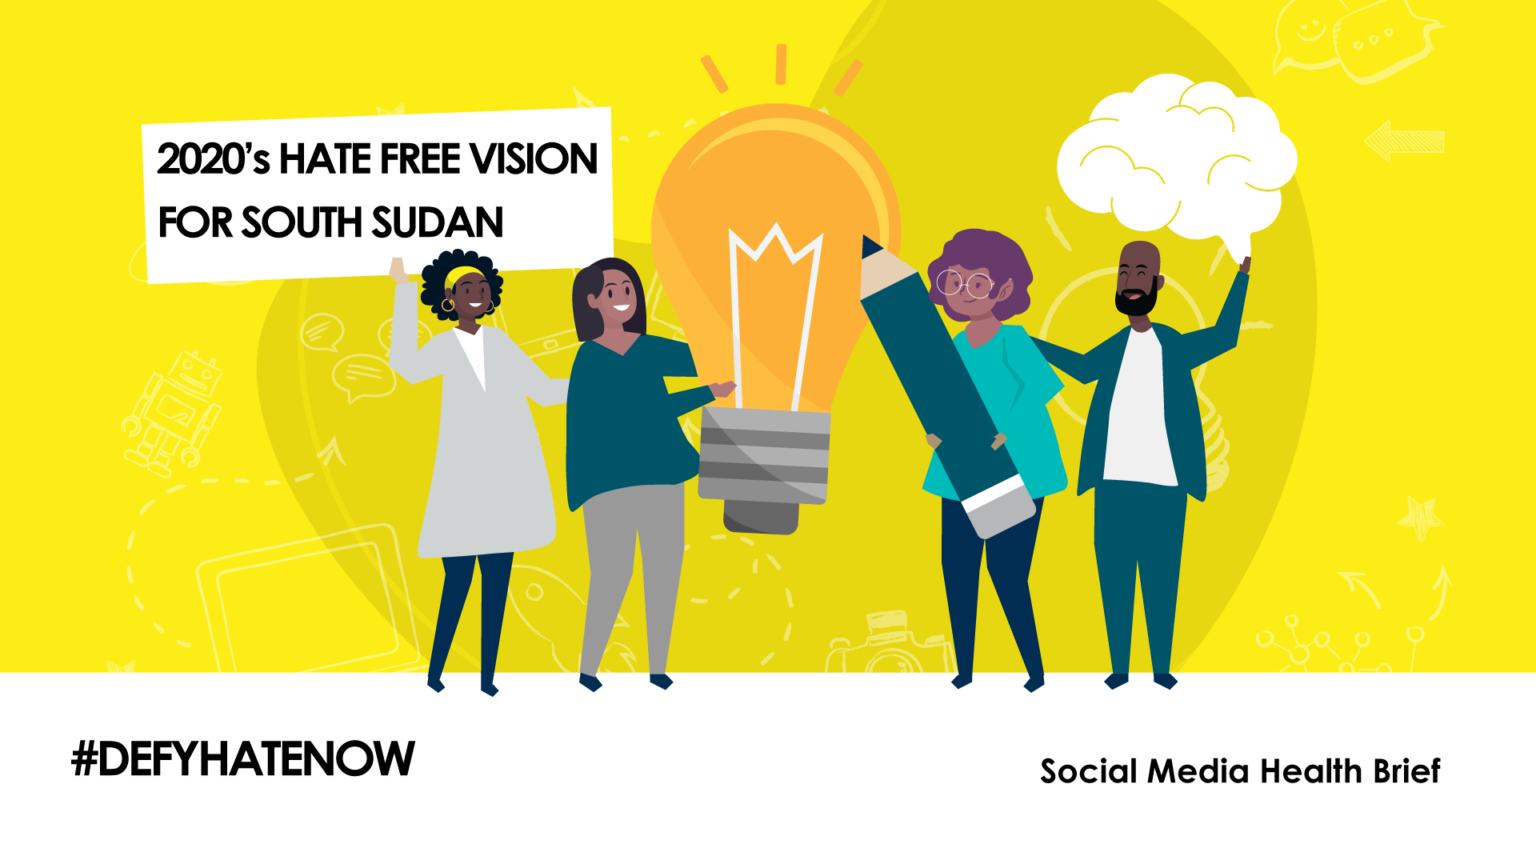 2020’s HATE FREE VISION
FOR SOUTH SUDAN
#DEFYHATENOW
Social Media Health Brief